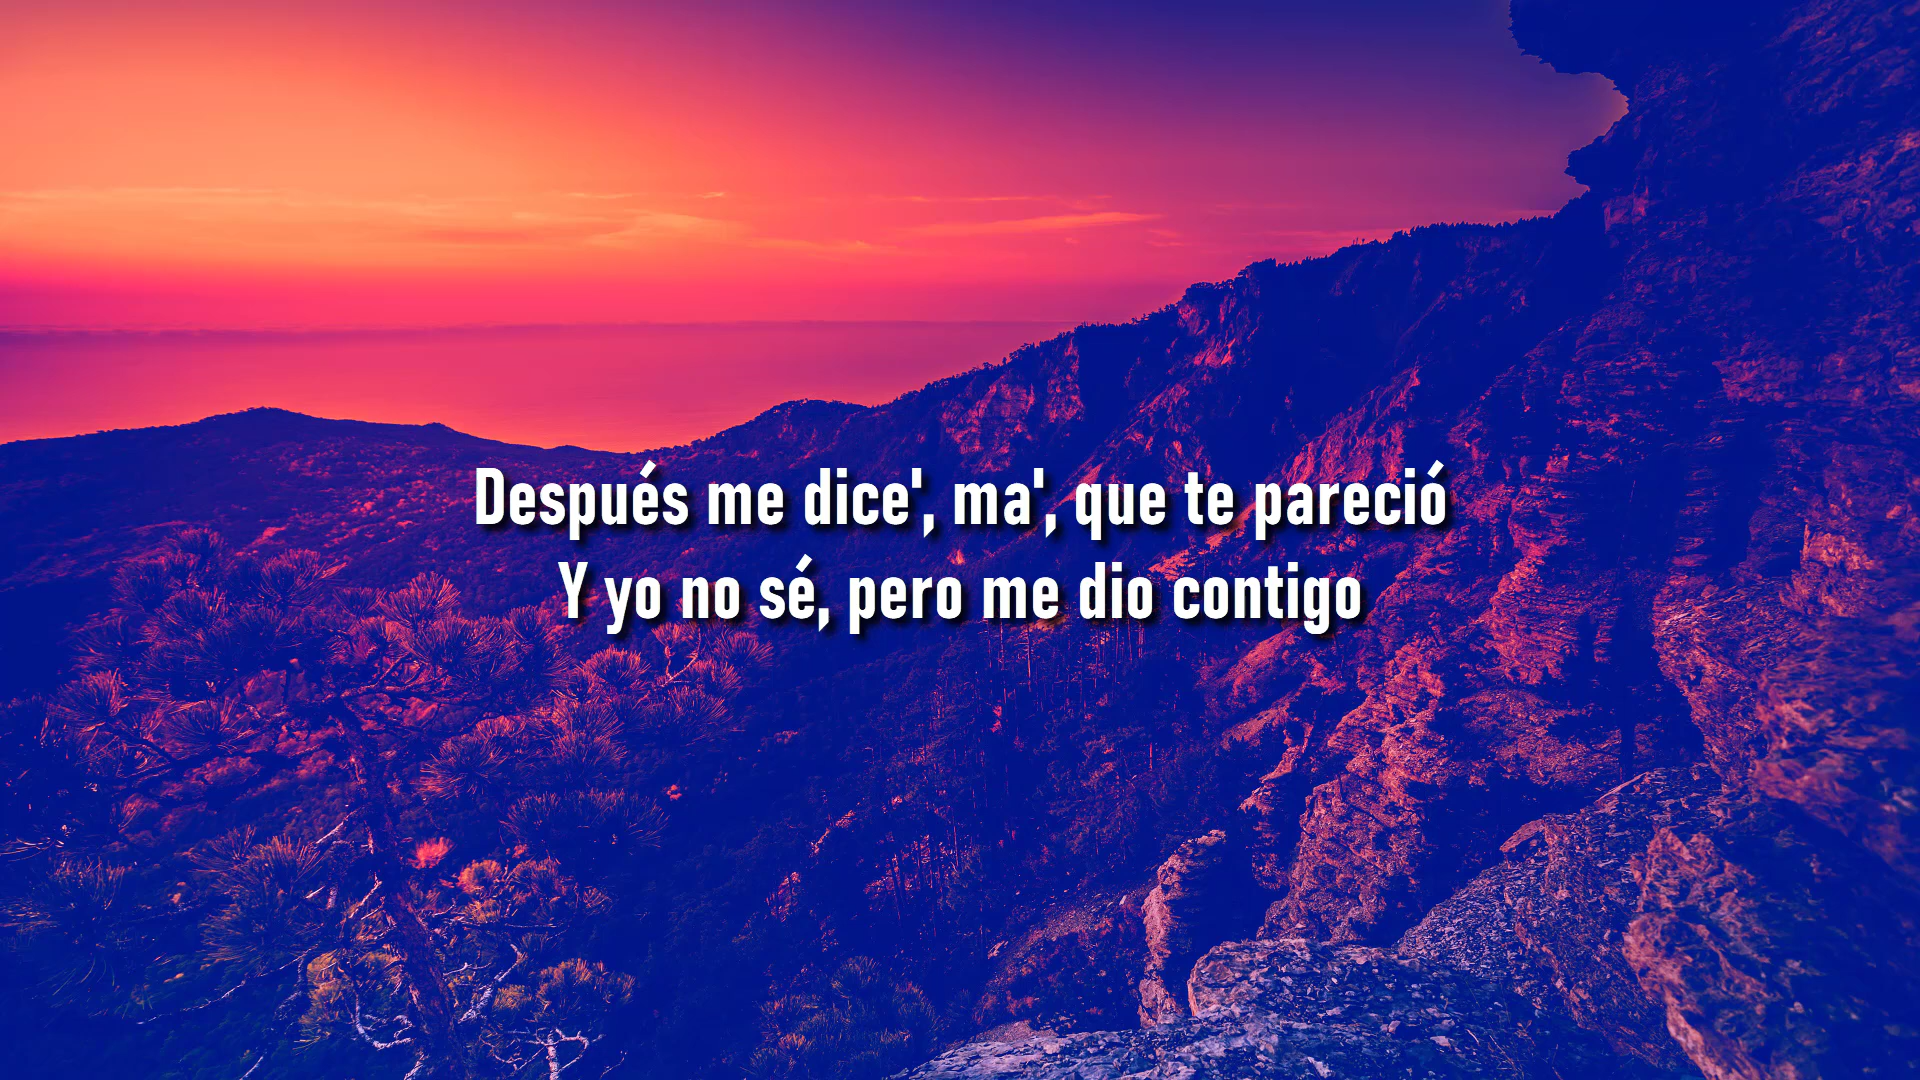 Después me dice', ma', que te pareció
Y yo no sé, pero me dio contigo